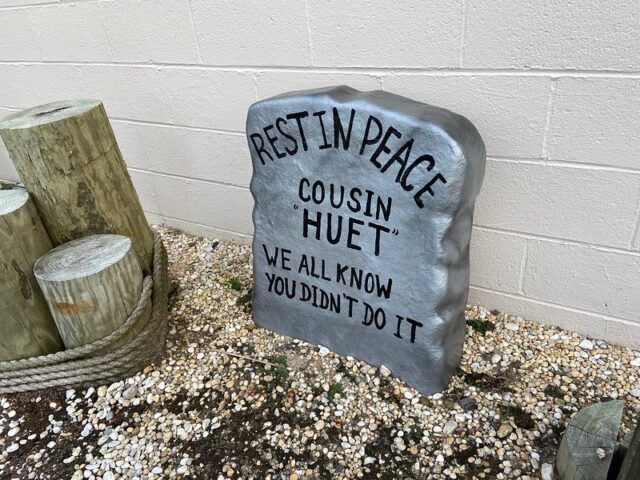 REST IN PEACE
COUSIN
"HUET"
WE ALL KNOW
YOU DIDN'T DO IT